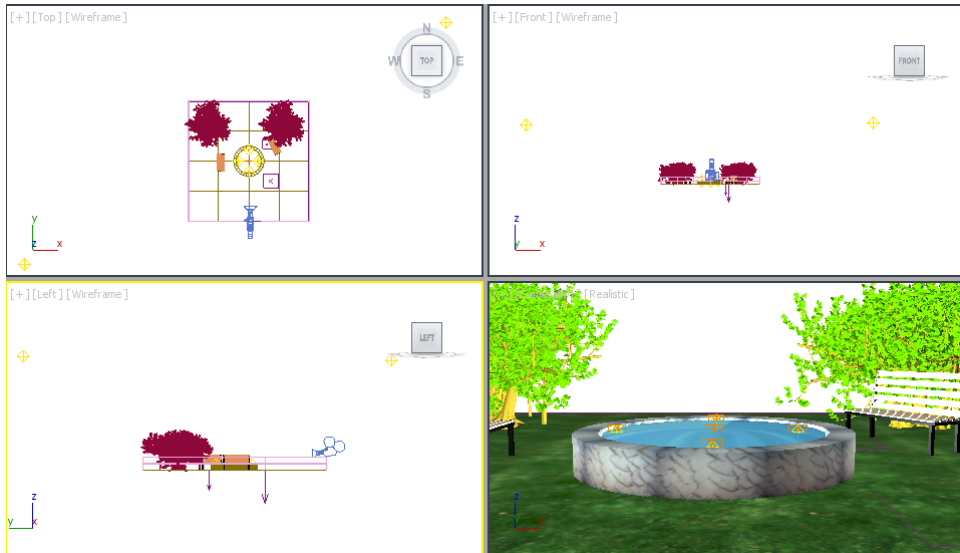 [+] [Top] [Wireframe]
N
W
TOP
E
S
y
z
x
[+] [Front] [Wireframe]
FRONT
z
y
x
[+] [Left] [Wireframe]
LEFT
z
y
x
[Realistic]
z
x